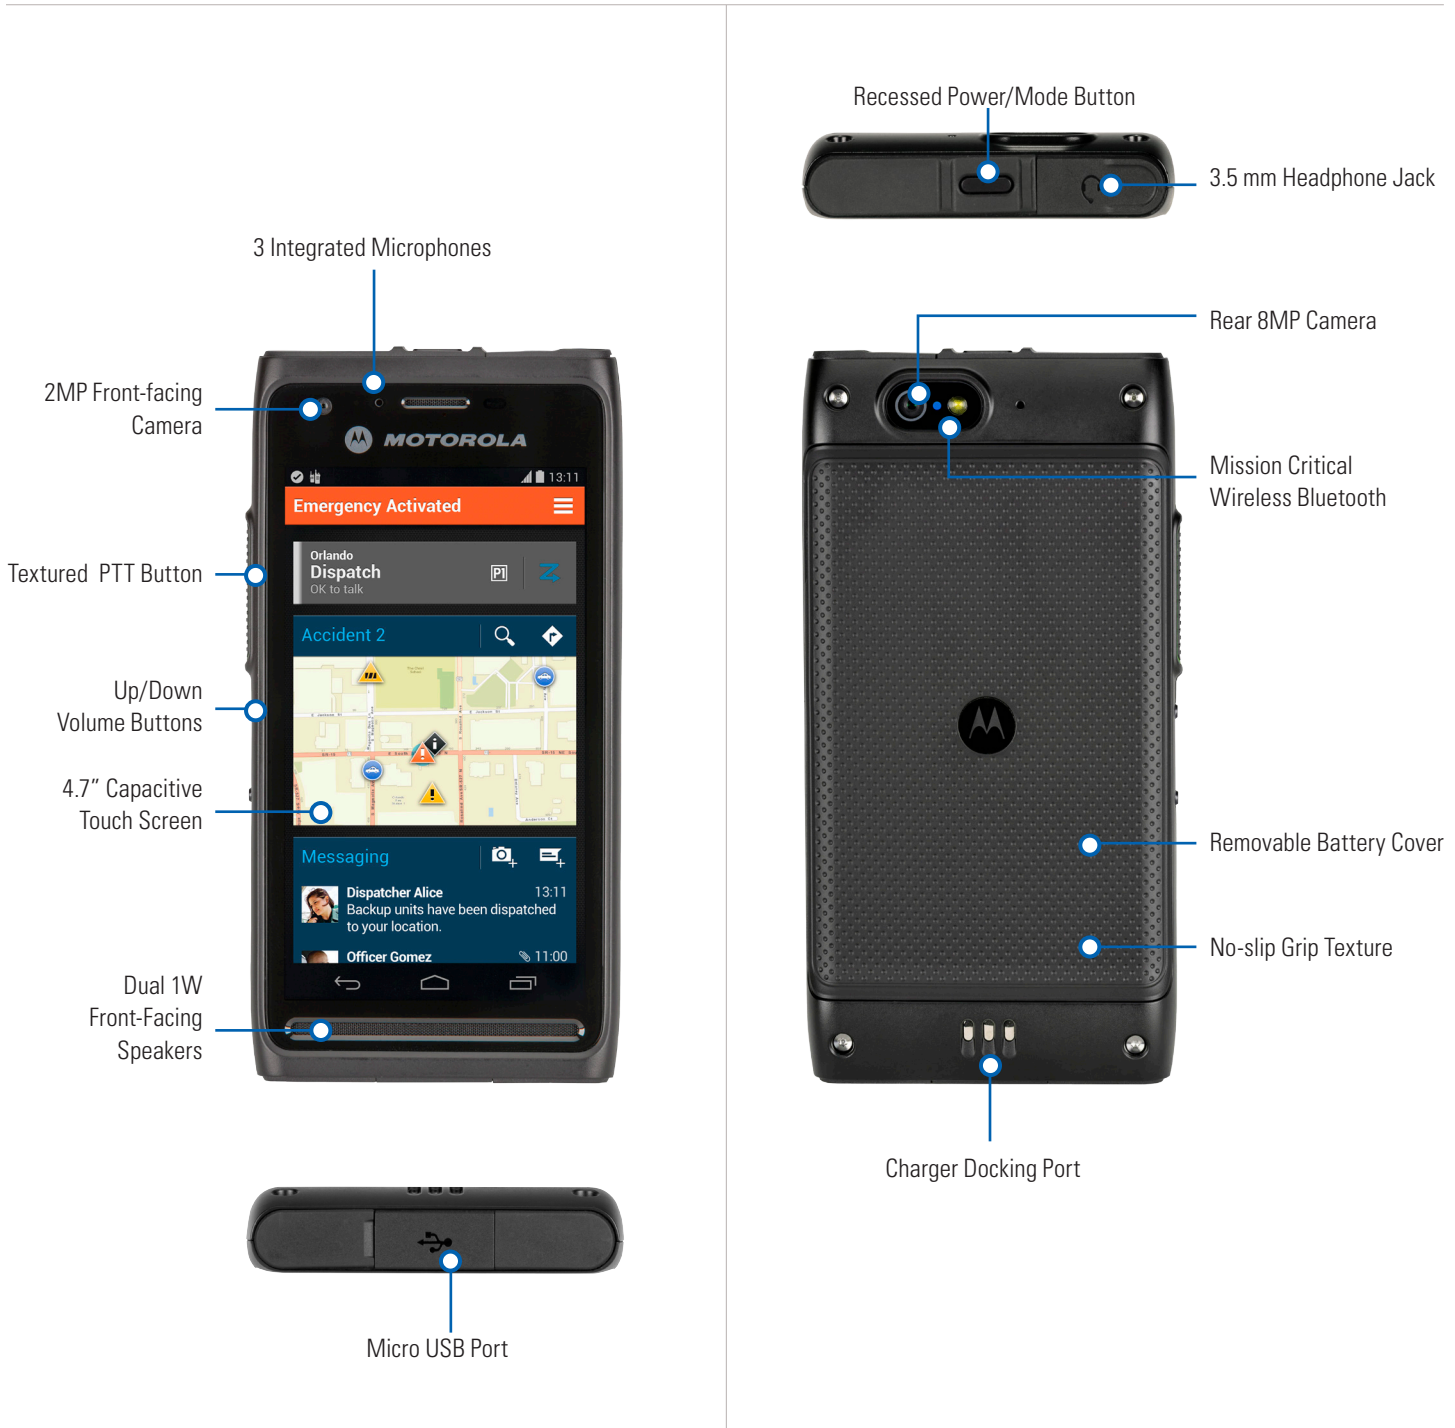 3 Integrated Microphones
2MP Front-facing
Camera
MOTOROLA
13:11
Emergency Activated
Orlando
Dispatch
OK to talk
P1
Textured PTT Button
Accident 2
Up/Down
Volume Buttons
4.7” Capacitive
Touch Screen
Messaging
Dispatcher Alice 13:11
Backup units have been dispatched
to your location.
Officer Gomez 11:00
Dual 1W
Front-Facing
Speakers
Micro USB Port
Recessed Power/Mode Button
3.5 mm Headphone Jack
Rear 8MP Camera
Mission Critical
Wireless Bluetooth
Removable Battery Cover
No-slip Grip Texture
Charger Docking Port